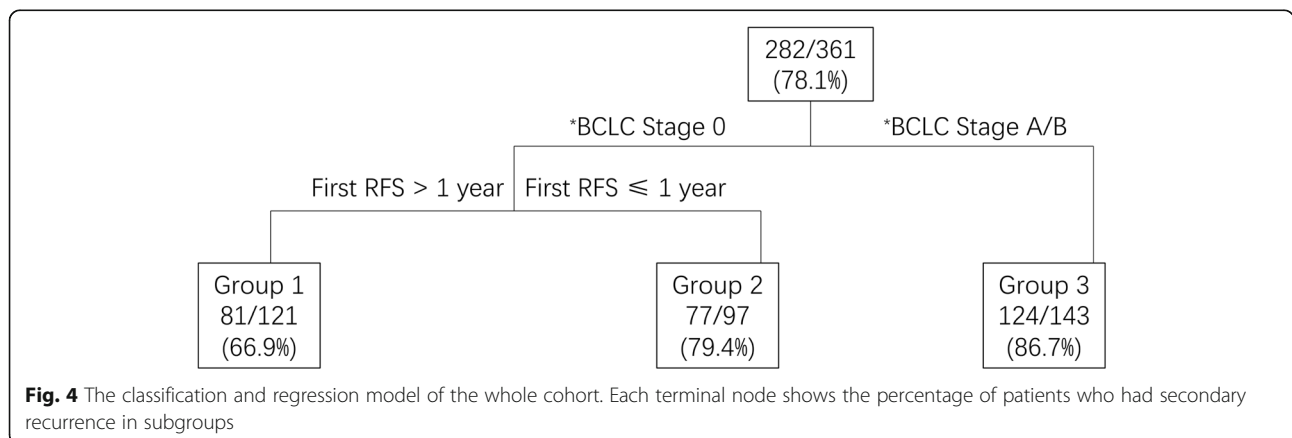 282/361
(78.1%)
*BCLC Stage 0
*BCLC Stage A/B
First RFS > 1 year
First RFS ⩽ 1 year
Group 1
81/121
(66.9%)
Group 2
77/97
(79.4%)
Group 3
124/143
(86.7%)
Fig. 4 The classification and regression model of the whole cohort. Each terminal node shows the percentage of patients who had secondary
recurrence in subgroups